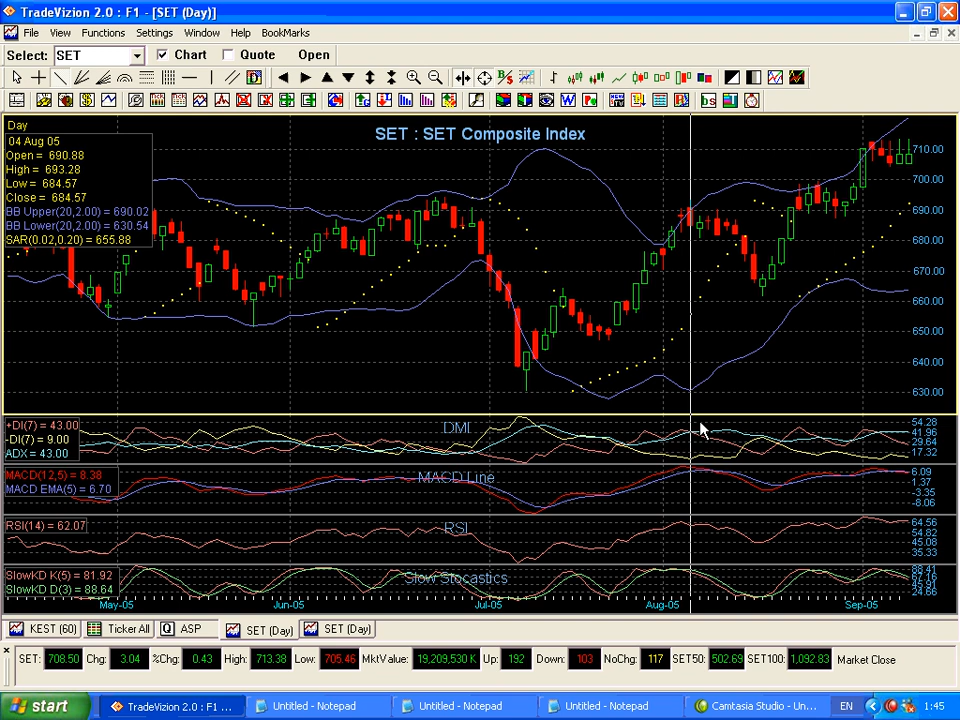 TradeVizion 2.0 : F1 - [SET (Day)]
File View Functions Settings Window Help BookMarks
Select: SET Chart Quote Open
Day
SET : SET Composite Index
04 Aug 05
Open = 690.88
High = 693.28
Low = 684.57
Close = 684.57
BB Upper(20,2.00) = 690.02
BB Lower(20,2.00) = 630.54
SAR(0.02,0.20) = 655.88
710.00
700.00
690.00
680.00
670.00
660.00
650.00
640.00
630.00
+DI(7) = 43.00
-DI(7) = 9.00
ADX = 43.00
DMI
54.28
41.96
29.64
17.32
MACD(12,5) = 8.38
MACD EMA(5) = 6.70
MACD Line
6.09
1.37
-3.35
-8.06
RSI(14) = 62.07
RSI
64.56
54.82
45.08
35.33
SlowKD K(5) = 81.92
SlowKD D(3) = 88.64
Slow Stocastics
88.41
24.66
May-05 Jun-05 Jul-05 Aug-05 Sep-05
KEST (60) Ticker All Q ASP SET (Day) SET (Day)
SET: 708.50 Chg: 3.04 %Chg: 0.43 High: 713.38 Low: 705.46 MktValue: 19,209,530 K Up: 192 Down: 103 NoChg: 117 SET50: 502.69 SET100: 1,092.83 Market Close
start TradeVizion 2.0 : F1 ... Untitled - Notepad Untitled - Notepad Untitled - Notepad Camtasia Studio - Un... EN 1:45